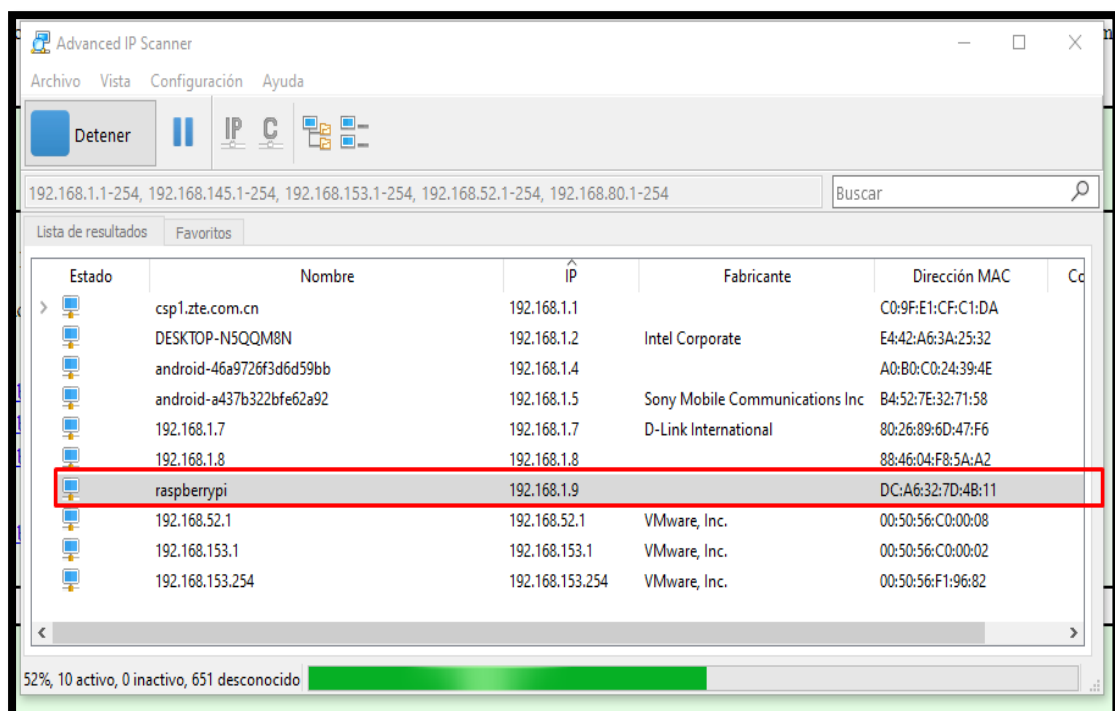 Advanced IP Scanner
Archivo Vista Configuración Ayuda
Detener IP C
192.168.1.1-254, 192.168.145.1-254, 192.168.153.1-254, 192.168.52.1-254, 192.168.80.1-254 Buscar
Lista de resultados Favoritos
Estado Nombre IP Fabricante Dirección MAC Co
csp1.zte.com.cn 192.168.1.1 C0:9F:E1:CF:C1:DA
DESKTOP-N5QQM8N 192.168.1.2 Intel Corporate E4:42:A6:3A:25:32
android-46a9726f3d6d59bb 192.168.1.4 A0:B0:C0:24:39:4E
android-a437b322bfe62a92 192.168.1.5 Sony Mobile Communications Inc B4:52:7E:32:71:58
192.168.1.7 192.168.1.7 D-Link International 80:26:89:6D:47:F6
192.168.1.8 192.168.1.8 88:46:04:F8:5A:A2
raspberrypi 192.168.1.9 DC:A6:32:7D:4B:11
192.168.52.1 192.168.52.1 VMware, Inc. 00:50:56:C0:00:08
192.168.153.1 192.168.153.1 VMware, Inc. 00:50:56:C0:00:02
192.168.153.254 192.168.153.254 VMware, Inc. 00:50:56:F1:96:82
52%, 10 activo, 0 inactivo, 651 desconocido